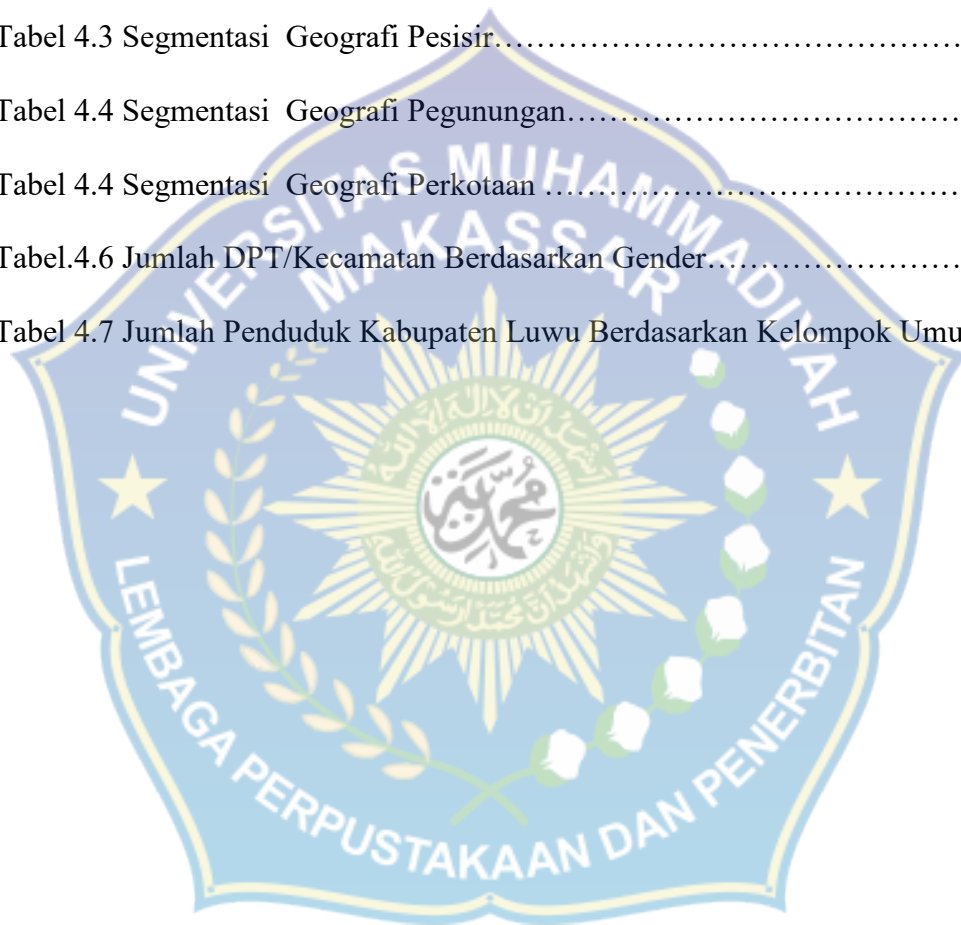 Tabel 4.3 Segmentasi  Geografi Pesisir……………………………………
Tabel 4.4 Segmentasi  Geografi Pegunungan………………………………
Tabel 4.4 Segmentasi  Geografi Perkotaan …………………………………
Tabel.4.6 Jumlah DPT/Kecamatan Berdasarkan Gender……………………
Tabel 4.7 Jumlah Penduduk Kabupaten Luwu Berdasarkan Kelompok Umu
UNIVERSITAS MUHAMMADIYAH
MAKASSAR
LEMBAGA PERPUSTAKAAN DAN PENERBITAN